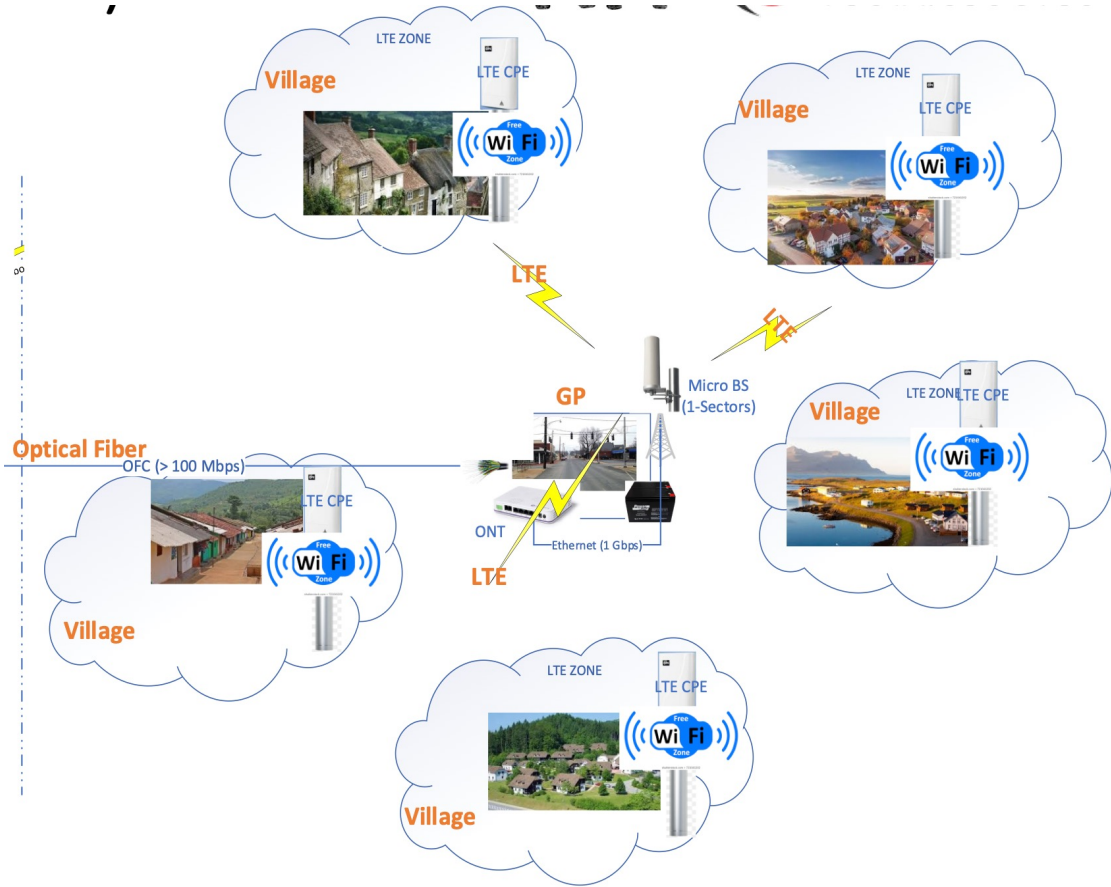 LTE ZONE
Village
LTE CPE
Free
Wi Fi
Zone
LTE ZONE
Village
LTE CPE
Free
Wi Fi
Zone
LTE
LTE
Micro BS
(1-Sectors)
GP
LTE ZONE
LTE CPE
Village
Free
Wi Fi
Zone
Optical Fiber
OFC (> 100 Mbps)
LTE CPE
Free
Wi Fi
Zone
Village
ONT
Ethernet (1 Gbps)
LTE
LTE ZONE
LTE CPE
Free
Wi Fi
Zone
Village